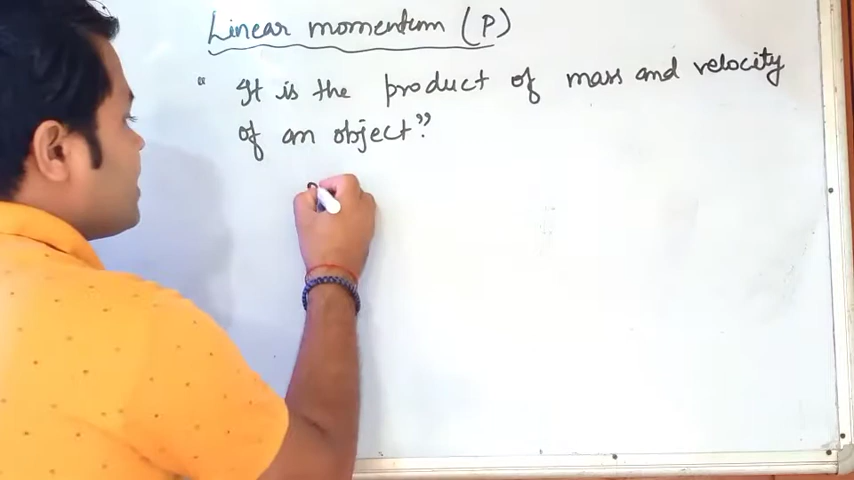 Linear momentum (P)
" It is the product of mass and velocity
of an object"